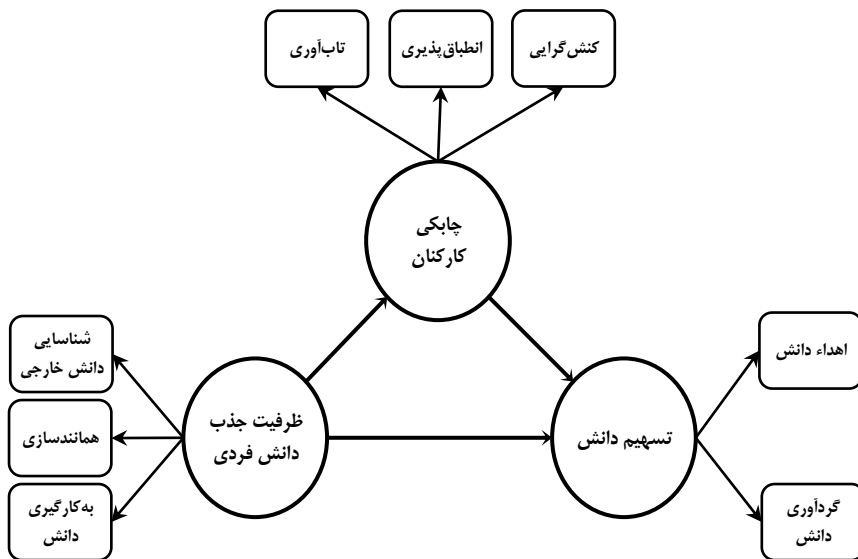 کنش‌گرایی
انطباق‌پذیری
تاب‌آوری
چابکی
کارکنان
شناسایی
دانش خارجی
همانندسازی
به‌کارگیری
دانش
ظرفیت جذب
دانش فردی
تسهیم دانش
اهداء دانش
گردآوری
دانش